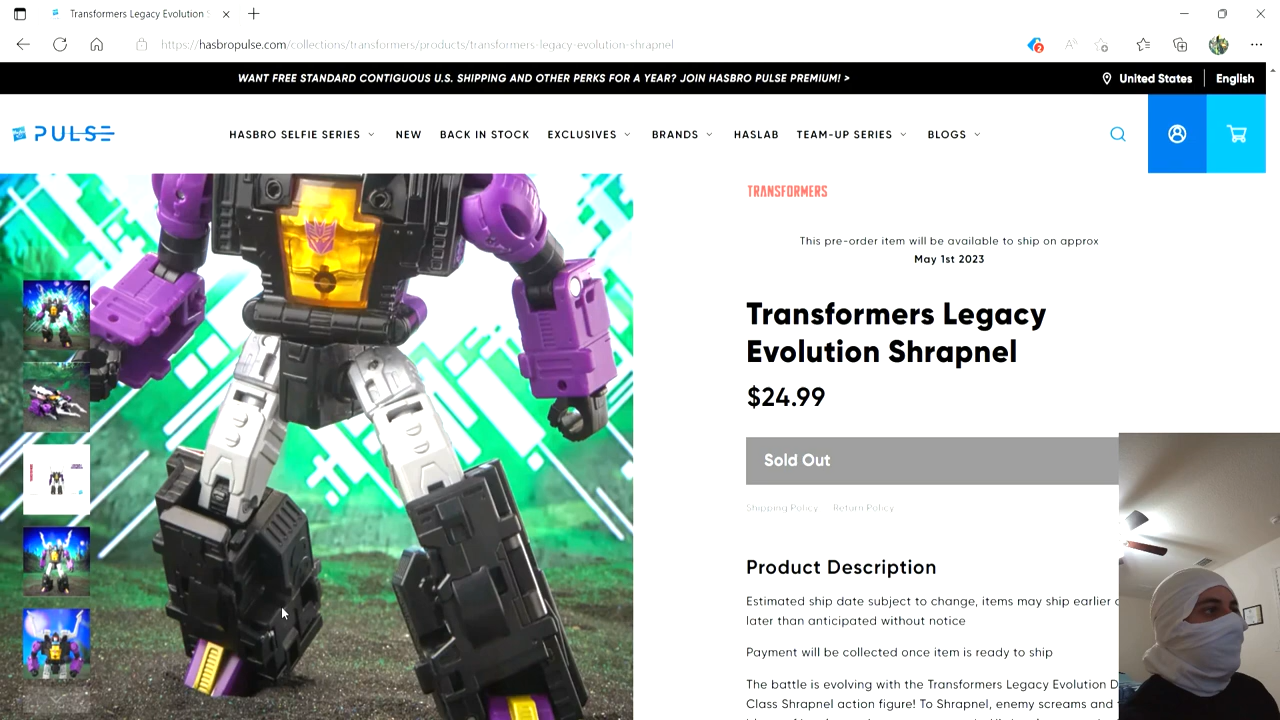 Transformers Legacy Evolution S
https://hasbropulse.com/collections/transformers/products/transformers-legacy-evolution-shrapnel
2
WANT FREE STANDARD CONTIGUOUS U.S. SHIPPING AND OTHER PERKS FOR A YEAR? JOIN HASBRO PULSE PREMIUM! >
United States
English
PULSE
HASBRO SELFIE SERIES
NEW
BACK IN STOCK
EXCLUSIVES
BRANDS
HASLAB
TEAM-UP SERIES
BLOGS
TRANSFORMERS
This pre-order item will be available to ship on approx
May 1st 2023
Transformers Legacy
Evolution Shrapnel
$24.99
Sold Out
Shipping Policy
Return Policy
Product Description
Estimated ship date subject to change, items may ship earlier
later than anticipated without notice
Payment will be collected once item is ready to ship
The battle is evolving with the Transformers Legacy Evolution D
Class Shrapnel action figure! To Shrapnel, enemy screams and